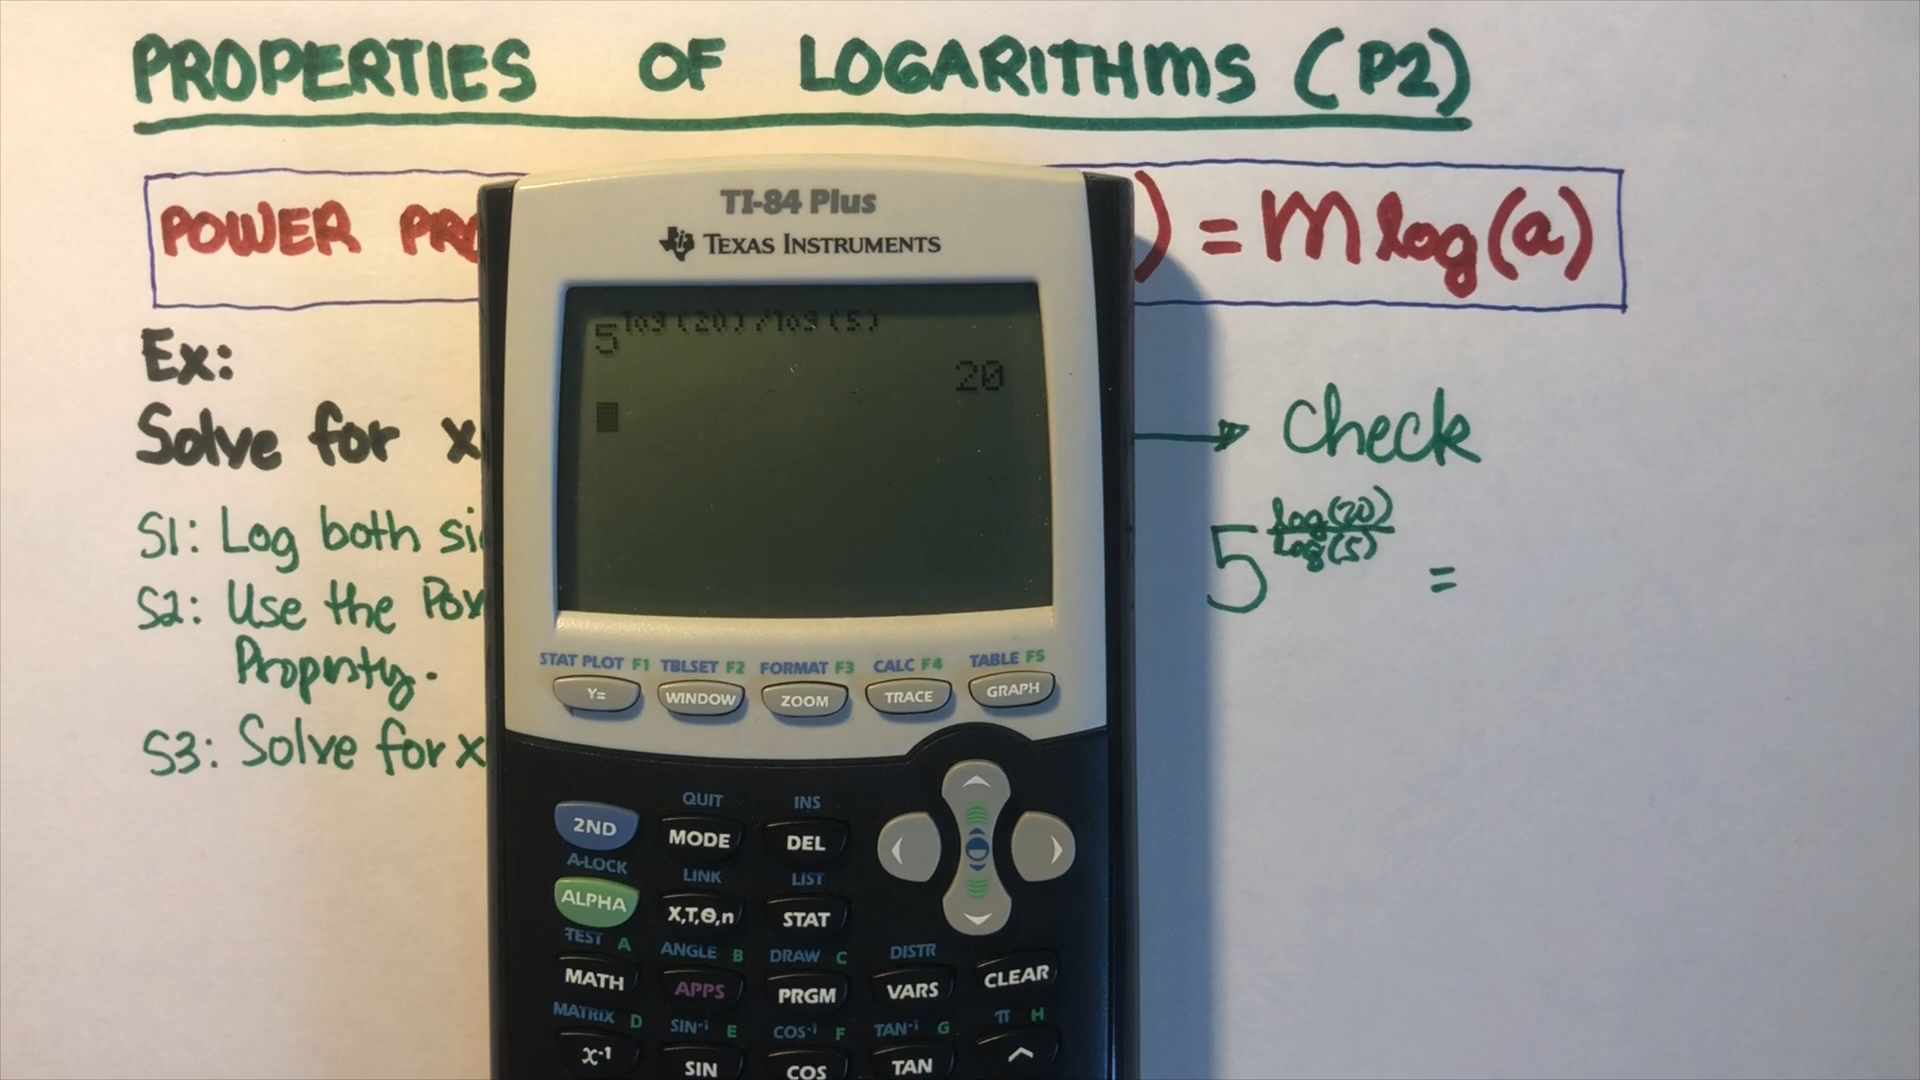 PROPERTIES OF LOGARITHMS (P2)
POWER PRO
) = m log(a)
Ex:
Solve for x
S1: Log both si
S2: Use the Pow
Property.
S3: Solve for x
→ Check
5^(log(20)/log(5)) =
TI-84 Plus
TEXAS INSTRUMENTS
5^log(20)/log(5)
20
STAT PLOT F1 TBLSET F2 FORMAT F3 CALC F4 TABLE F5
Y= WINDOW ZOOM TRACE GRAPH
QUIT INS
2ND MODE DEL
A-LOCK LINK LIST
ALPHA X,T,Θ,n STAT
TEST A ANGLE B DRAW C DISTR
MATH APPS PRGM VARS CLEAR
MATRIX D SIN⁻¹ E COS⁻¹ F TAN⁻¹ G π H
x⁻¹ SIN COS TAN ^